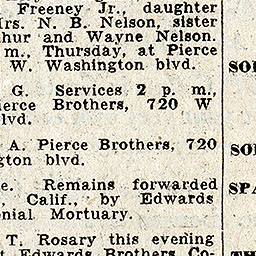 Freeney Jr., daughter
rs. N. B. Nelson, sister
hur and Wayne Nelson.
m., Thursday, at Pierce
W. Washington blvd.
SO
G. Services 2 p. m.,
ierce Brothers, 720 W
lvd.
A. Pierce Brothers, 720
SO
gton blvd.
e. Remains forwarded
SPA
, Calif., by Edwards
nial Mortuary.
T. Rosary this evening
Edwards Brothers Co-